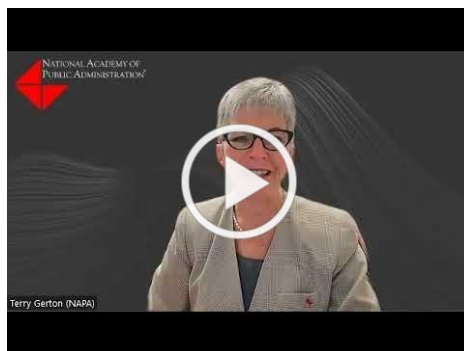 NATIONAL ACADEMY OF
PUBLIC ADMINISTRATION®
Terry Gerton (NAPA)